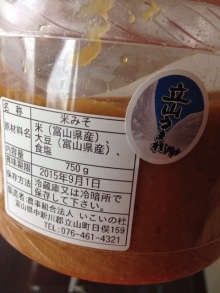 名称 米みそ
原材料名 米（富山県産）
大豆（富山県産）、
食塩
内容量 750g
賞味期限 2015年9月1日
保存方法 冷蔵庫又は冷暗所で
保存して下さい。
製造者:農事組合法人 いこいの杜
富山県中新川郡立山町日俣159
TEL:076-461-4321
立山